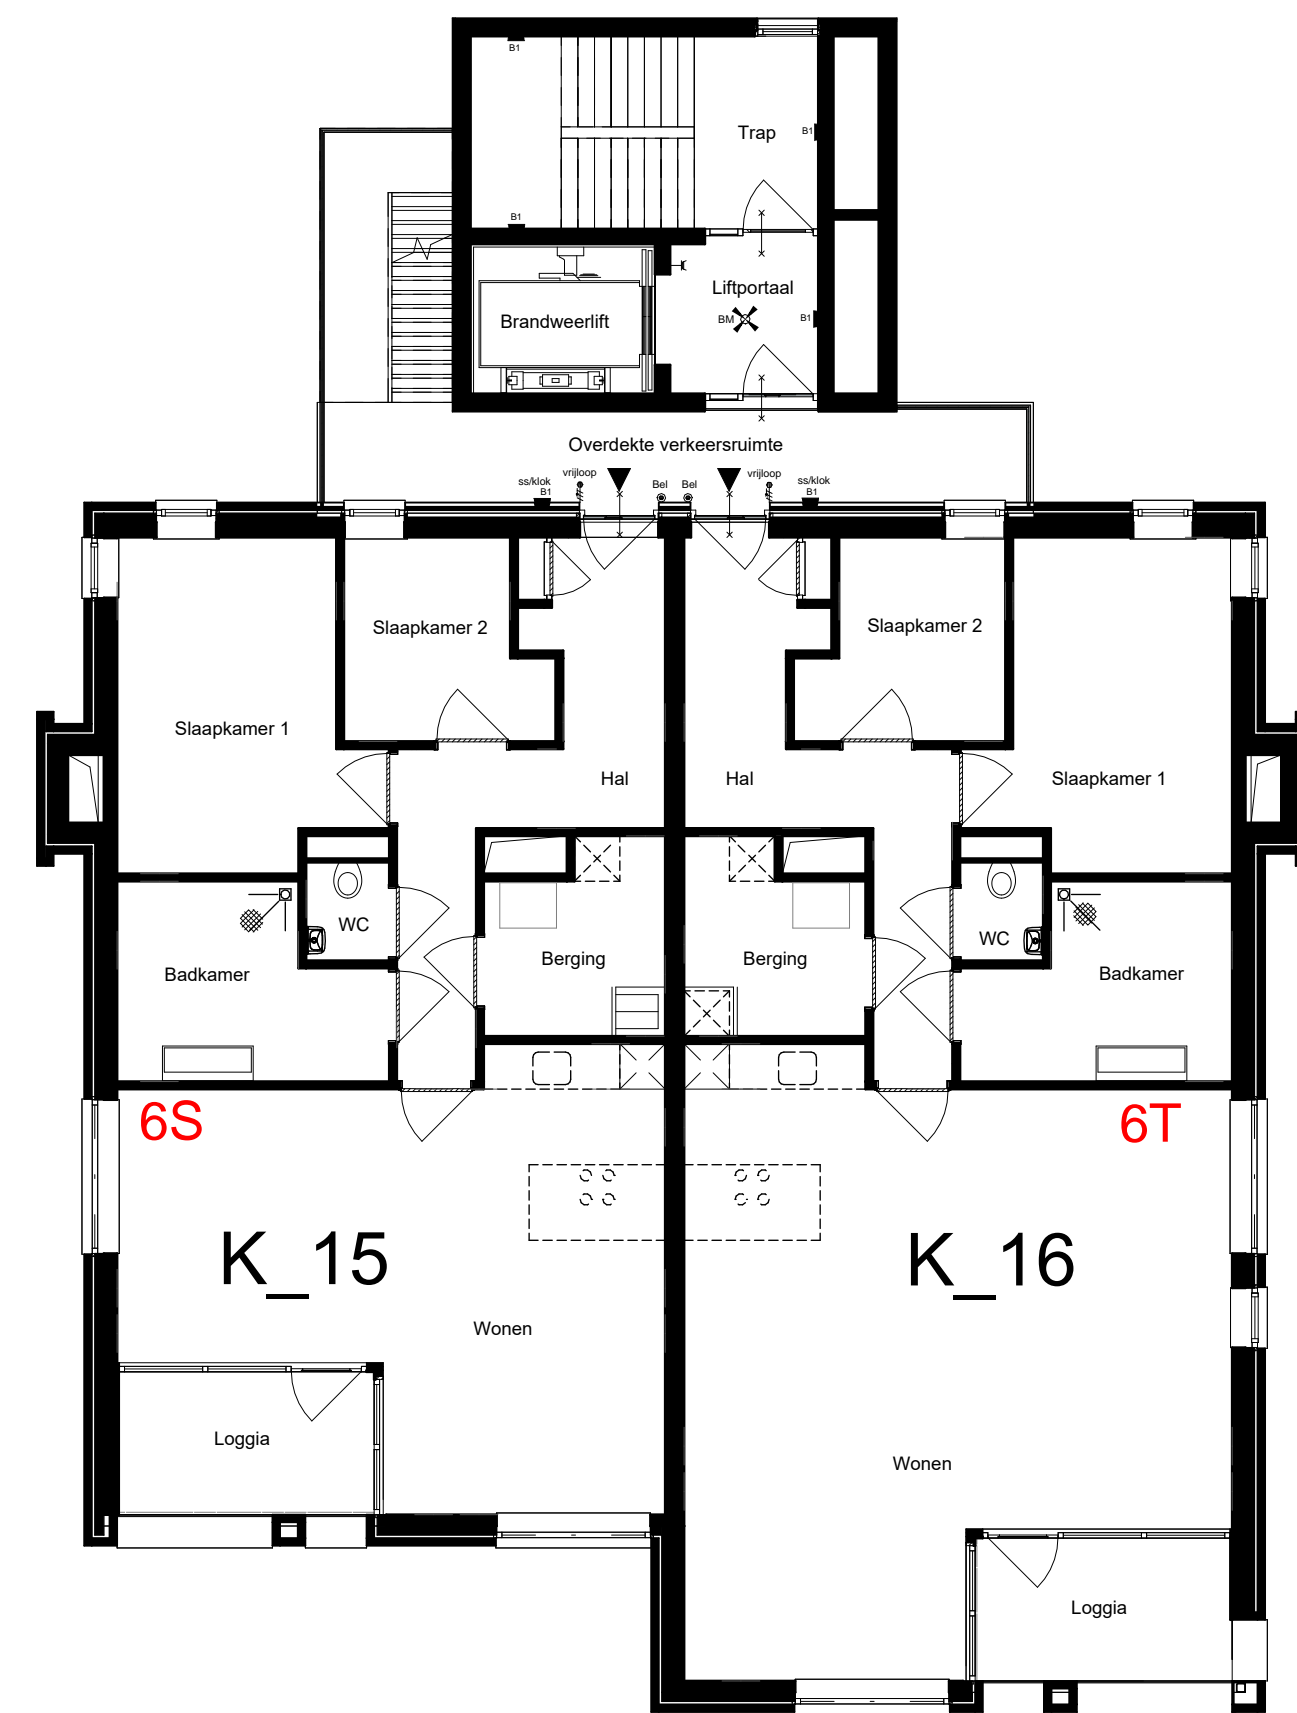 B1
Trap B1
B1
Liftportaal
BM B1
Brandweerlift
Overdekte verkeersruimte
ss/klok vrijloop Bel Bel vrijloop ss/klok
B1 B1
Slaapkamer 2 Slaapkamer 2
Slaapkamer 1 Hal Hal Slaapkamer 1
WC WC
Badkamer Berging Berging Badkamer
6S 6T
K_15 K_16
Wonen
Loggia
Wonen
Loggia